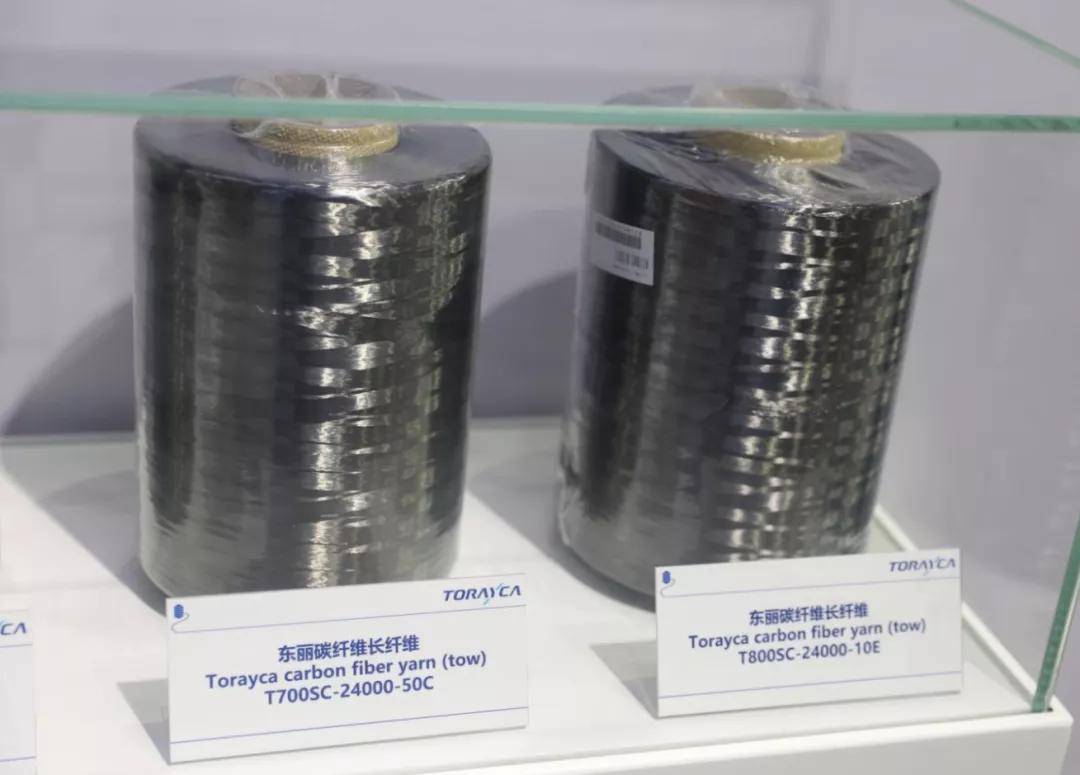 CA
TORAYCA
东丽碳纤维长纤维
Torayca carbon fiber yarn (tow)
T700SC-24000-50C
TORAYCA
东丽碳纤维长纤维
Torayca carbon fiber yarn (tow)
T800SC-24000-10E